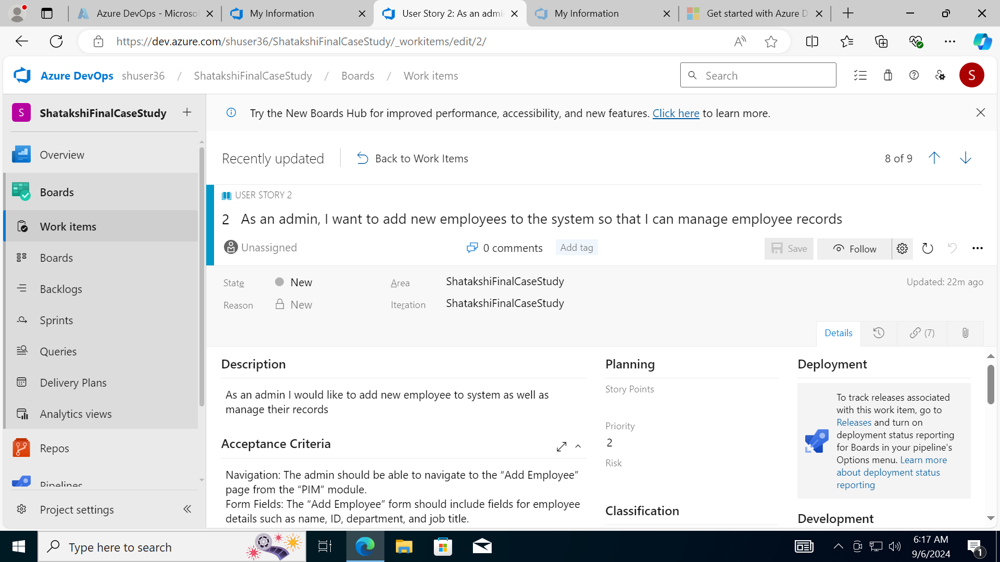 Azure DevOps - Microso
My Information
User Story 2: As an admi
My Information
Get started with Azure D
https://dev.azure.com/shuser36/ShatakshiFinalCaseStudy/_workitems/edit/2/
Azure DevOps shuser36 / ShatakshiFinalCaseStudy / Boards / Work items
Search
S
S ShatakshiFinalCaseStudy
Overview
Boards
Work items
Boards
Backlogs
Sprints
Queries
Delivery Plans
Analytics views
Repos
Pipelines
Project settings
Try the New Boards Hub for improved performance, accessibility, and new features. Click here to learn more.
Recently updated
Back to Work Items
8 of 9
USER STORY 2
2 As an admin, I want to add new employees to the system so that I can manage employee records
Unassigned
0 comments
Add tag
Save
Follow
State
New
Area
ShatakshiFinalCaseStudy
Updated: 22m ago
Reason
New
Iteration
ShatakshiFinalCaseStudy
Details
(7)
Description
As an admin I would like to add new employee to system as well as
manage their records
Acceptance Criteria
Navigation: The admin should be able to navigate to the “Add Employee”
page from the “PIM” module.
Form Fields: The “Add Employee” form should include fields for employee
details such as name, ID, department, and job title.
Planning
Story Points
Priority
2
Risk
Classification
Deployment
To track releases associated
with this work item, go to
Releases and turn on
deployment status reporting
for Boards in your pipeline's
Options menu. Learn more
about deployment status
reporting
Development
Type here to search
6:17 AM
9/6/2024
1